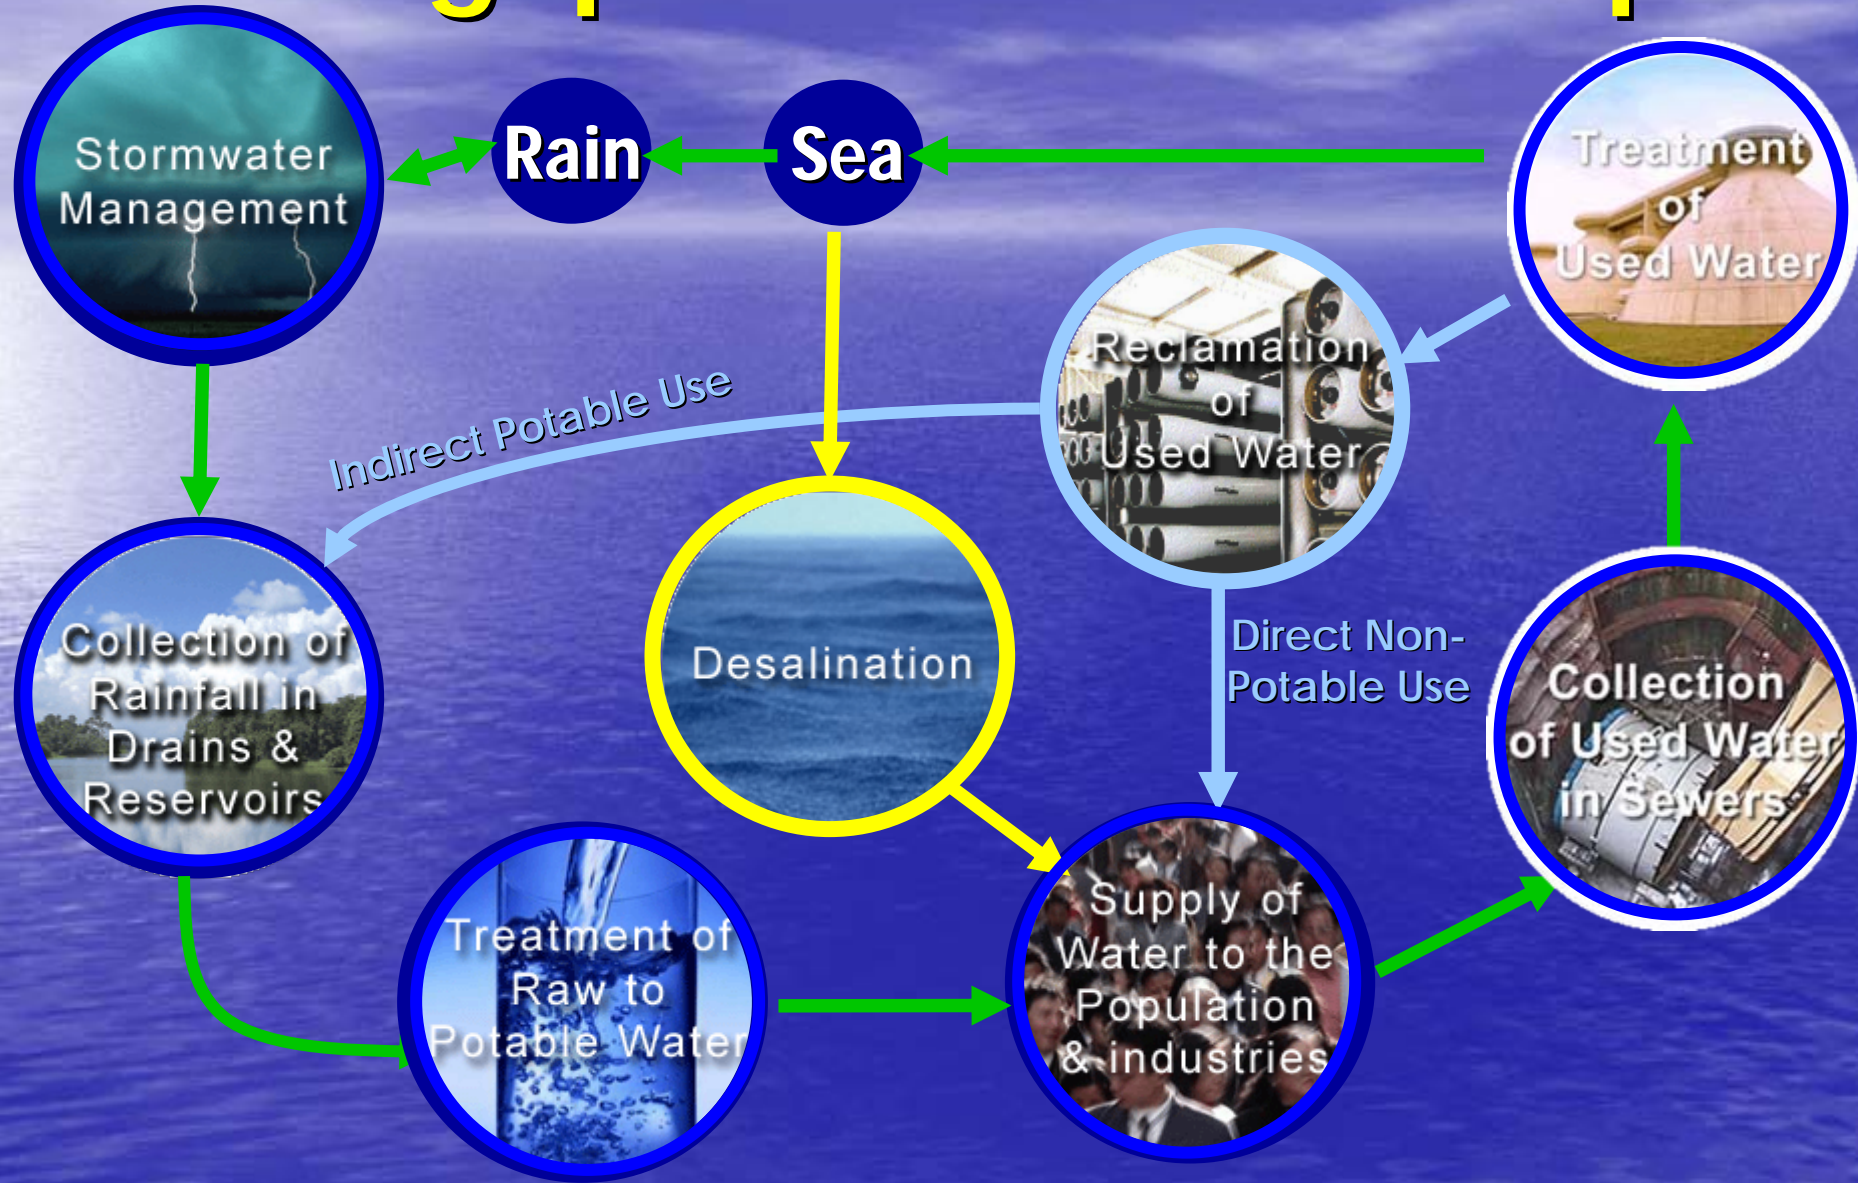 Stormwater
Management
Rain
Sea
Treatment
of
Used Water
Reclamation
of
Used Water
Indirect Potable Use
Collection of
Rainfall in
Drains &
Reservoirs
Desalination
Direct Non-
Potable Use
Collection
of Used Water
in Sewers
Treatment of
Raw to
Potable Water
Supply of
Water to the
Population
& industries